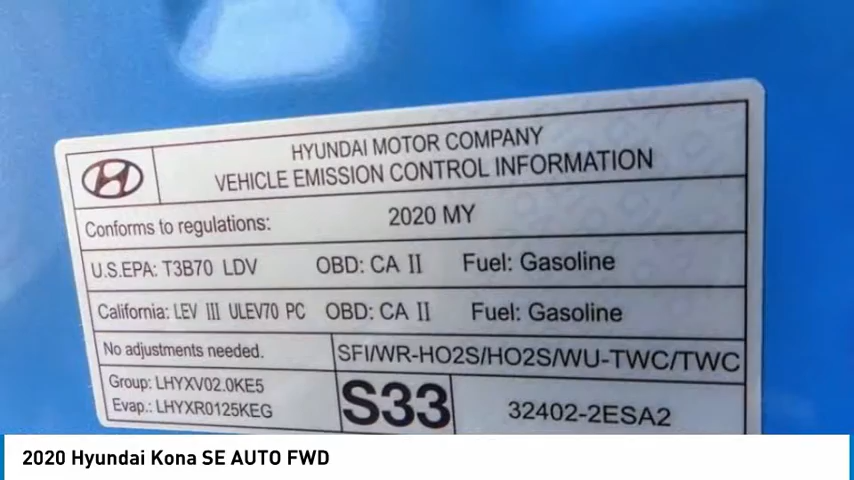 HYUNDAI MOTOR COMPANY
VEHICLE EMISSION CONTROL INFORMATION
Conforms to regulations: 2020 MY
U.S.EPA: T3B70 LDV OBD: CA II Fuel: Gasoline
California: LEV III ULEV70 PC OBD: CA II Fuel: Gasoline
No adjustments needed. SFI/WR-HO2S/HO2S/WU-TWC/TWC
Group: LHYXV02.0KE5
Evap.: LHYXR0125KEG
S33
32402-2ESA2
2020 Hyundai Kona SE AUTO FWD